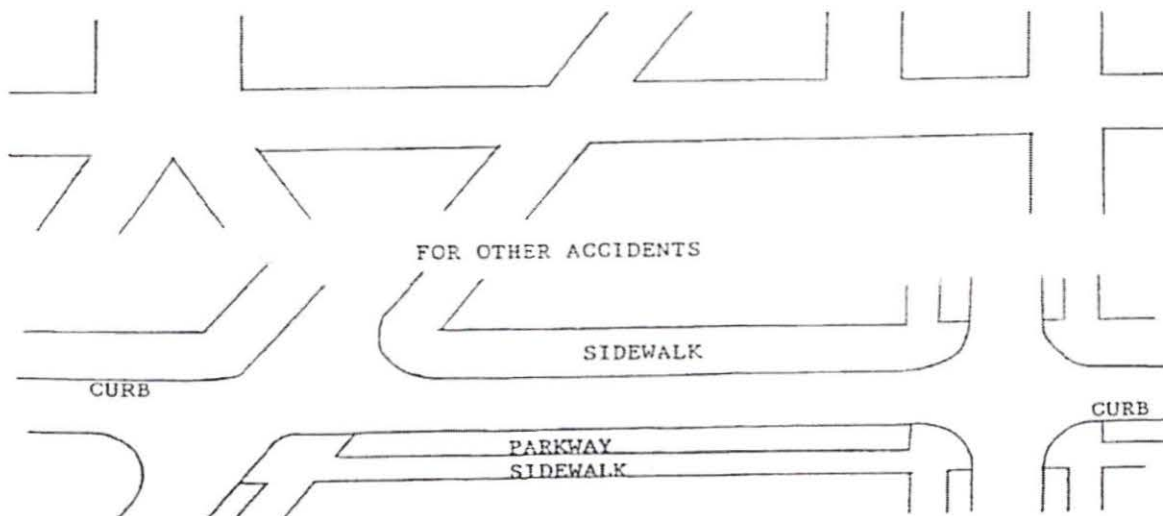 FOR OTHER ACCIDENTS
SIDEWALK
CURB
CURB
PARKWAY
SIDEWALK